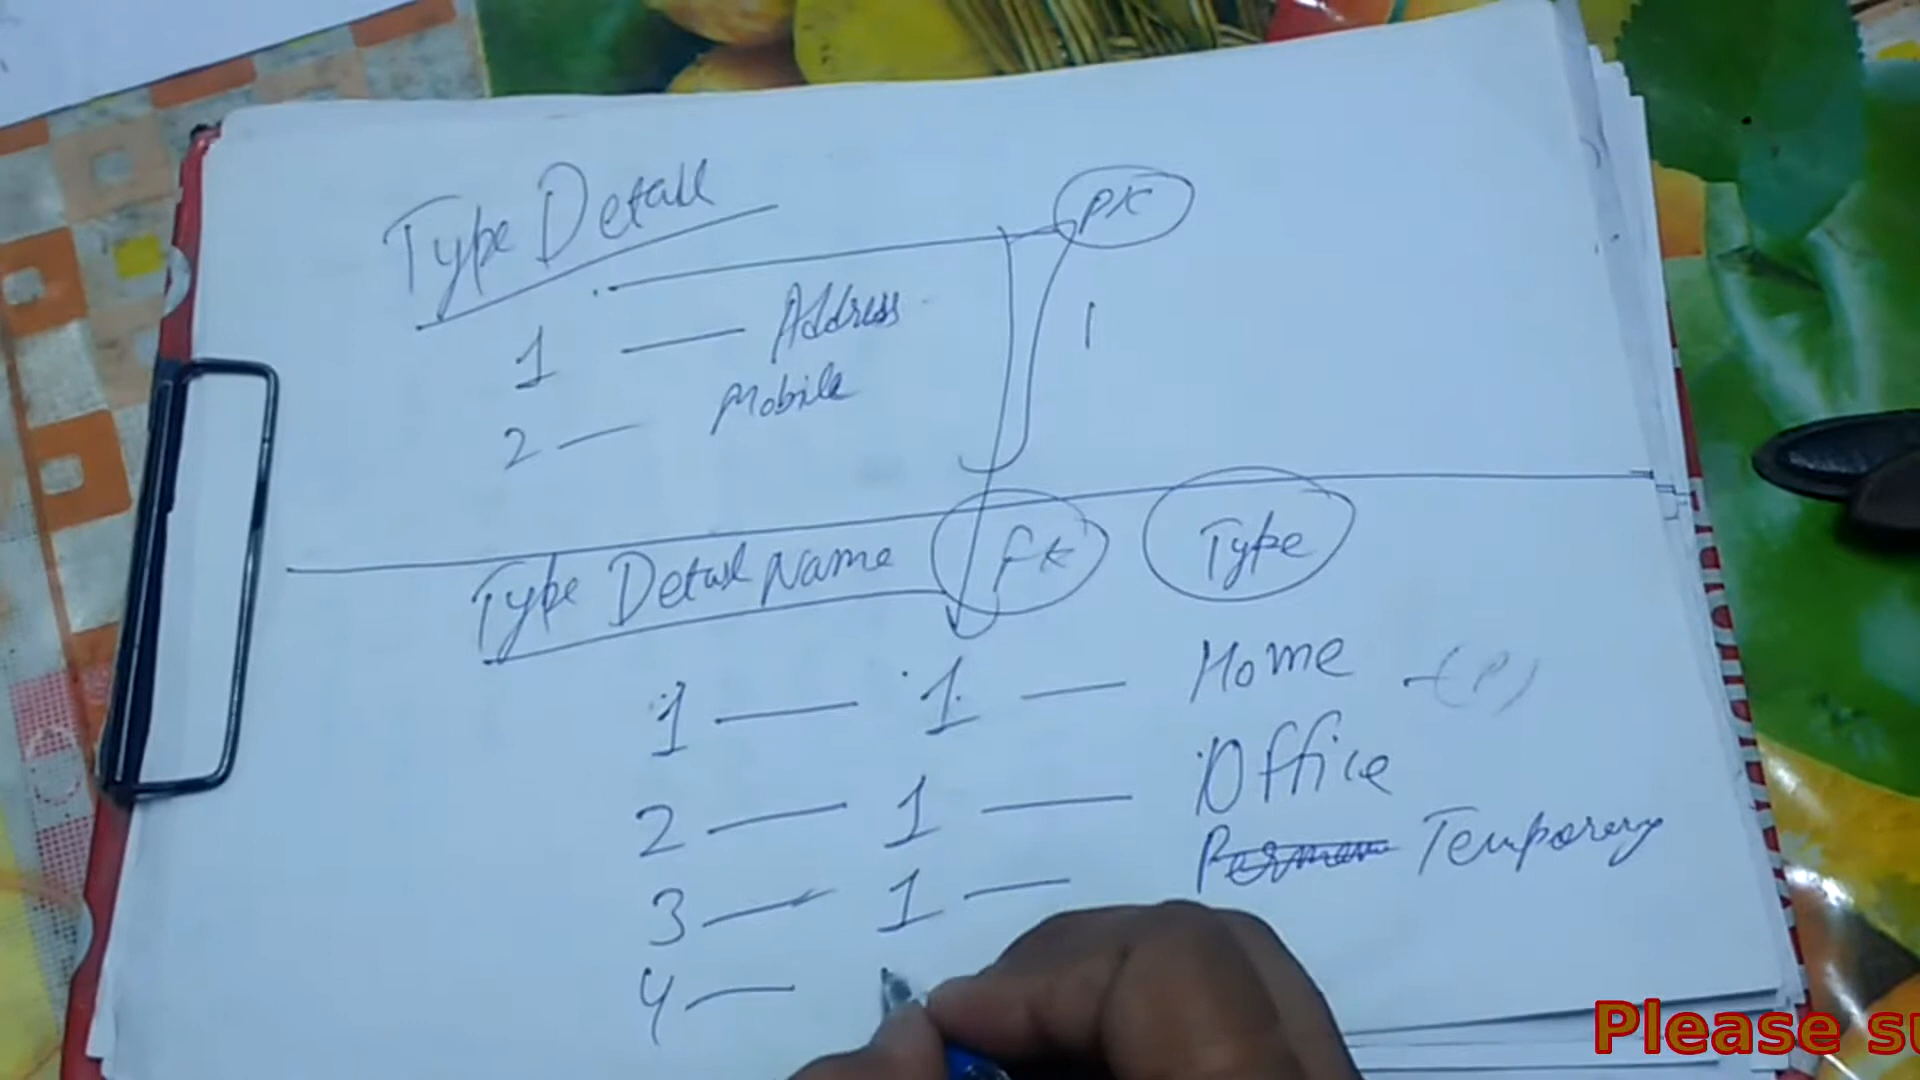 Type Detail PK
1 — Address
2 — Mobile
1
Type Detail Name fk Type
1 — 1 — Home -(P)
2 — 1 — Office
3 — 1 — Temporery
4 —
Please su